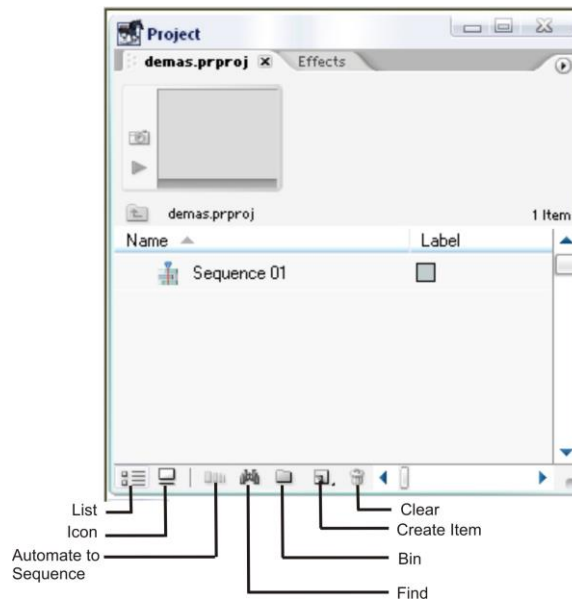 Project
demas.prproj Effects
demas.prproj 1 Item
Name Label
Sequence 01
List
Clear
Icon
Create Item
Automate to
Sequence
Bin
Find